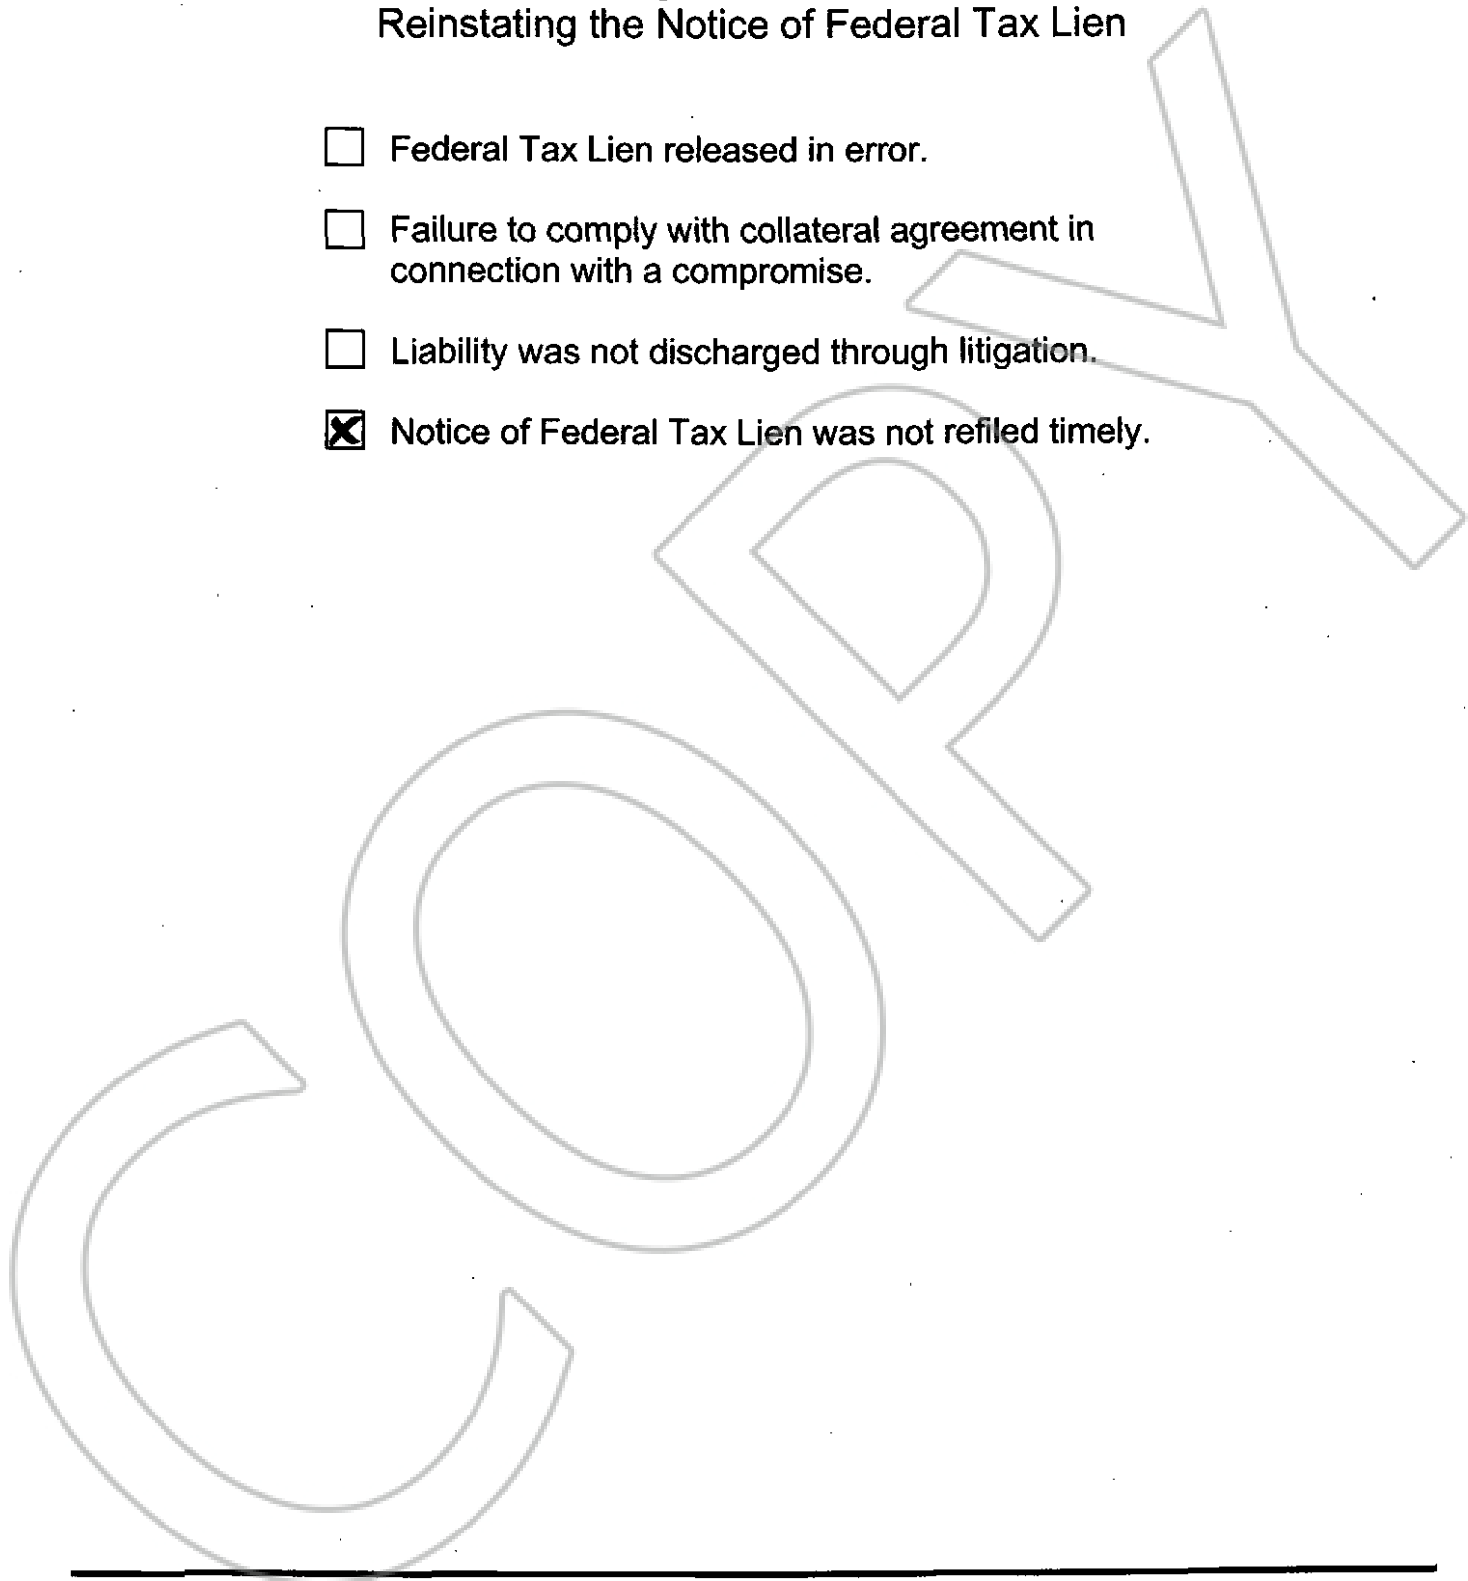 Reinstating the Notice of Federal Tax Lien
Federal Tax Lien released in error.
Failure to comply with collateral agreement in
connection with a compromise.
Liability was not discharged through litigation.
Notice of Federal Tax Lien was not refiled timely.
COPY